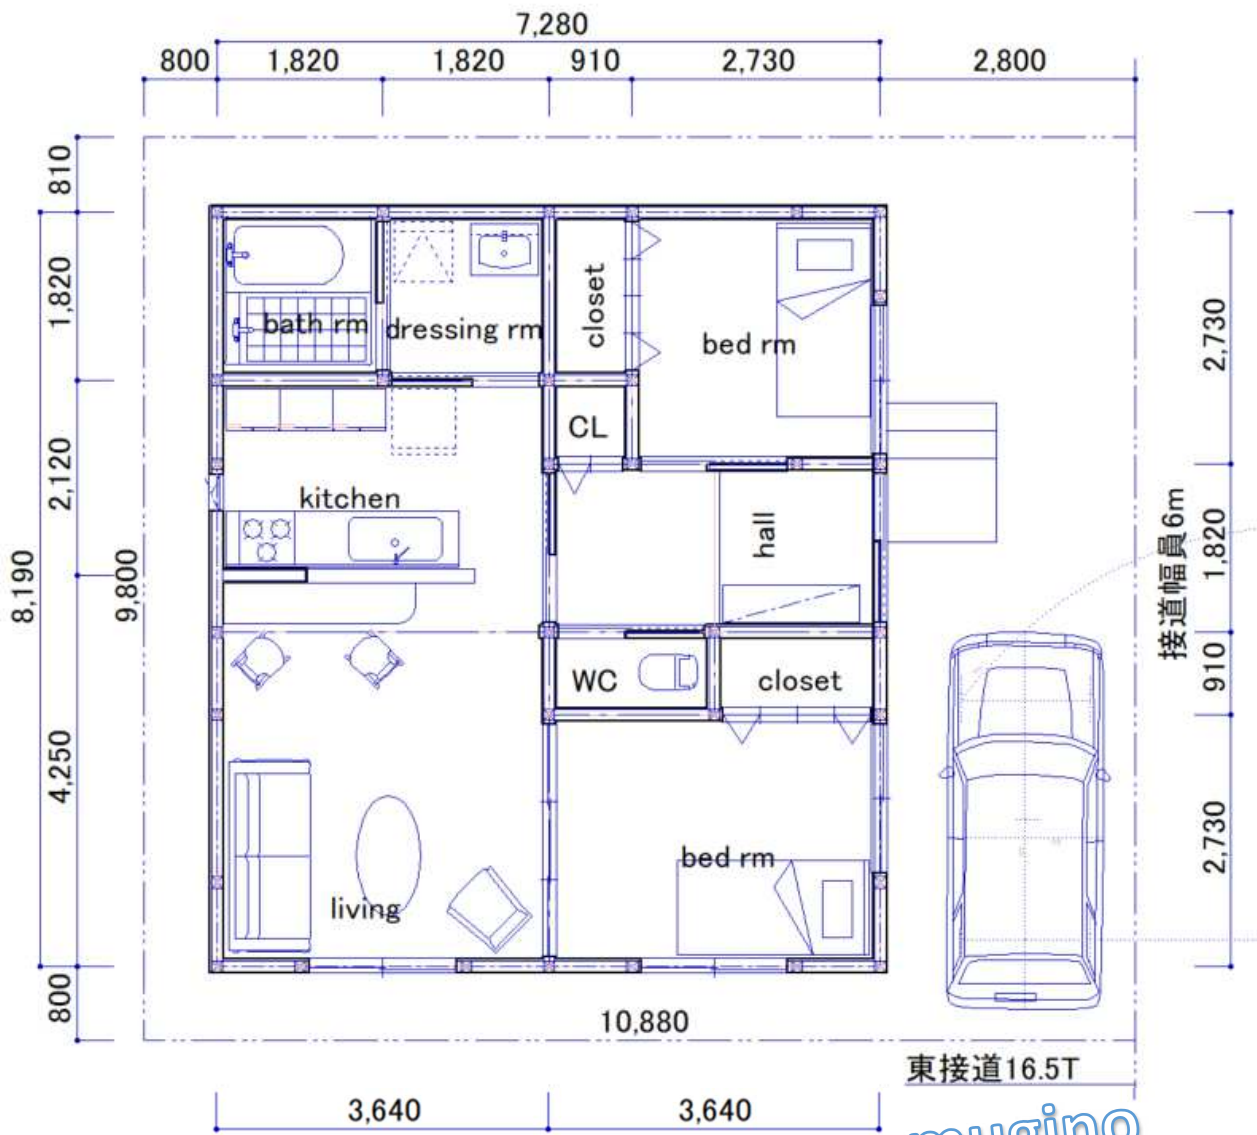 7,280
800 1,820 1,820 910 2,730 2,800
810
1,820
2,120
4,250
800
8,190
9,800
bath rm
dressing rm
closet
bed rm
CL
kitchen
hall
WC
closet
living
bed rm
2,730
1,820
910
2,730
接道幅員6m
10,880
東接道16.5T
3,640 3,640
mugino